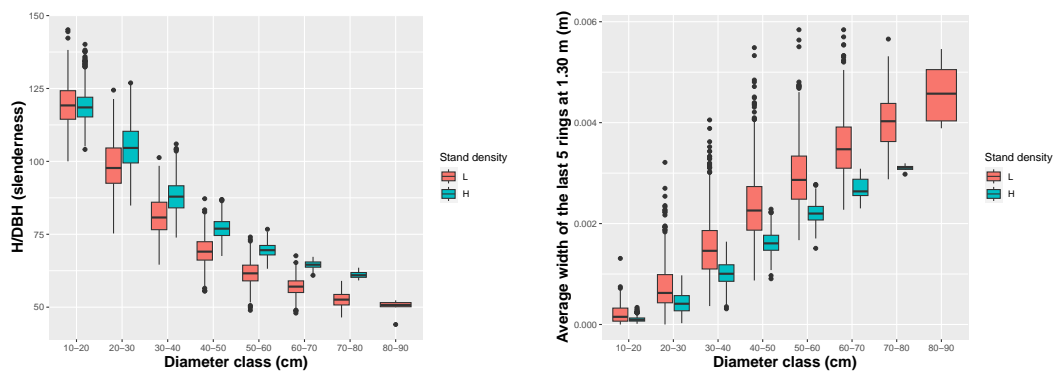 H/DBH (slenderness)
150
125
100
75
50
10−20 20−30 30−40 40−50 50−60 60−70 70−80 80−90
Diameter class (cm)
Stand density
L
H
Average width of the last 5 rings at 1.30 m (m)
0.006
0.004
0.002
0.000
10−20 20−30 30−40 40−50 50−60 60−70 70−80 80−90
Diameter class (cm)
Stand density
L
H